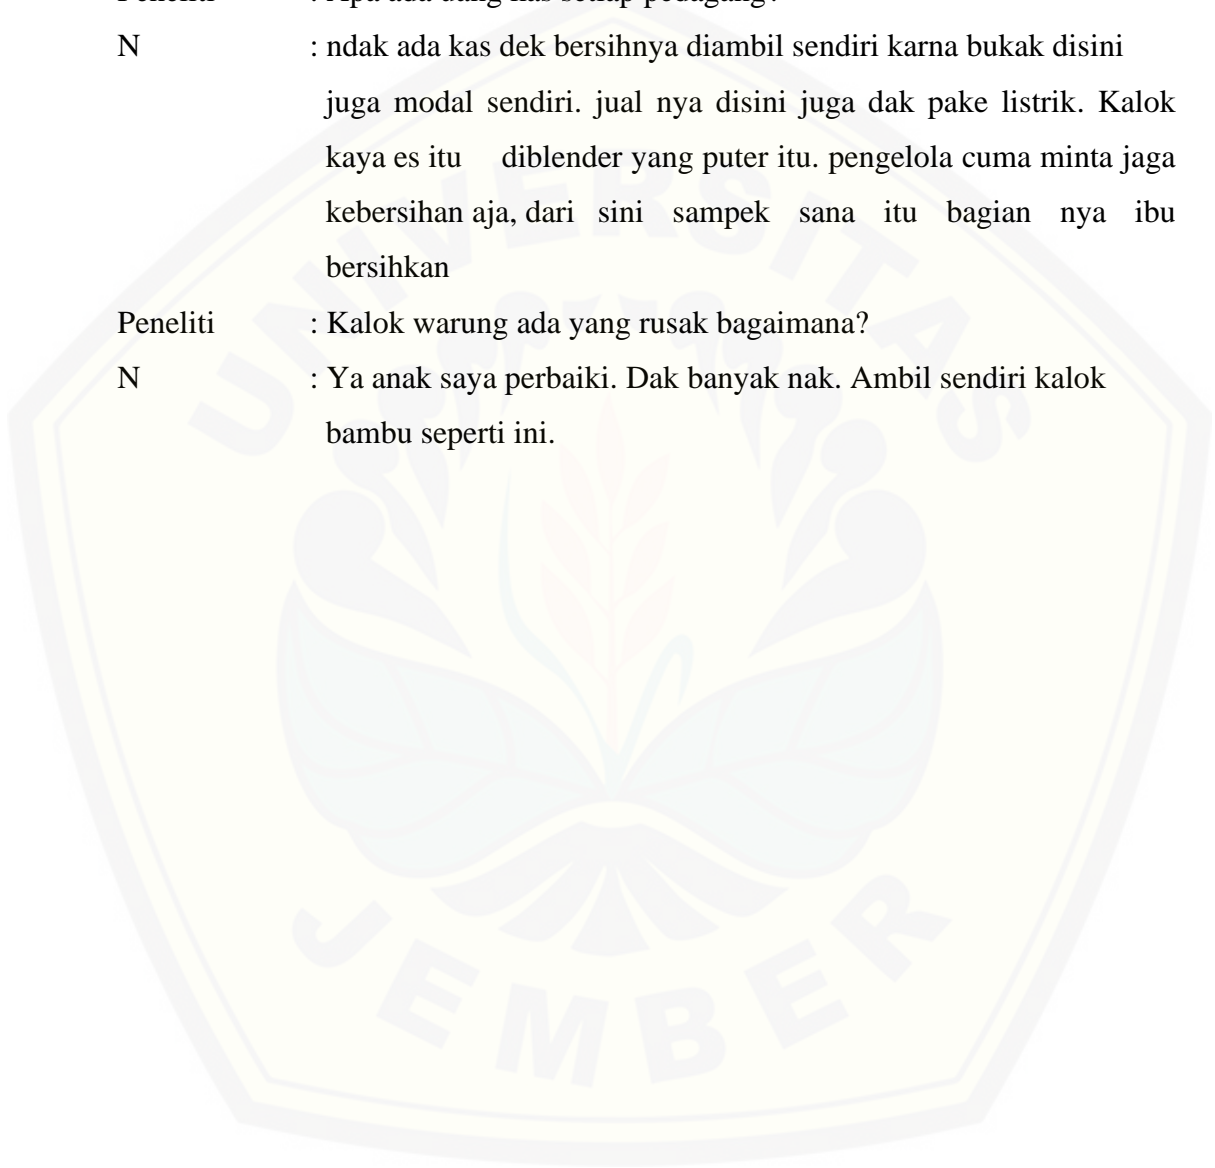 N : ndak ada kas dek bersihnya diambil sendiri karna bukak disini
juga modal sendiri. jual nya disini juga dak pake listrik. Kalok
kaya es itu diblender yang puter itu. pengelola cuma minta jaga
kebersihan aja, dari sini sampek sana itu bagian nya ibu
bersihkan
Peneliti : Kalok warung ada yang rusak bagaimana?
N : Ya anak saya perbaiki. Dak banyak nak. Ambil sendiri kalok
bambu seperti ini.
UNIVERSITAS
JEMBER